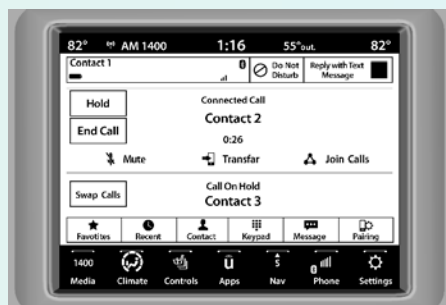 82° AM 1400 1:16 55°out. 82°
Contact 1
Do Not
Disturb
Reply with Text
Message
Hold
End Call
Connected Call
Contact 2
0:26
Mute Transfar Join Calls
Swap Calls
Call On Hold
Contact 3
Favotites Recent Contact Keypad Message Pairing
1400
Media Climate Controls Apps Nav Phone Settings